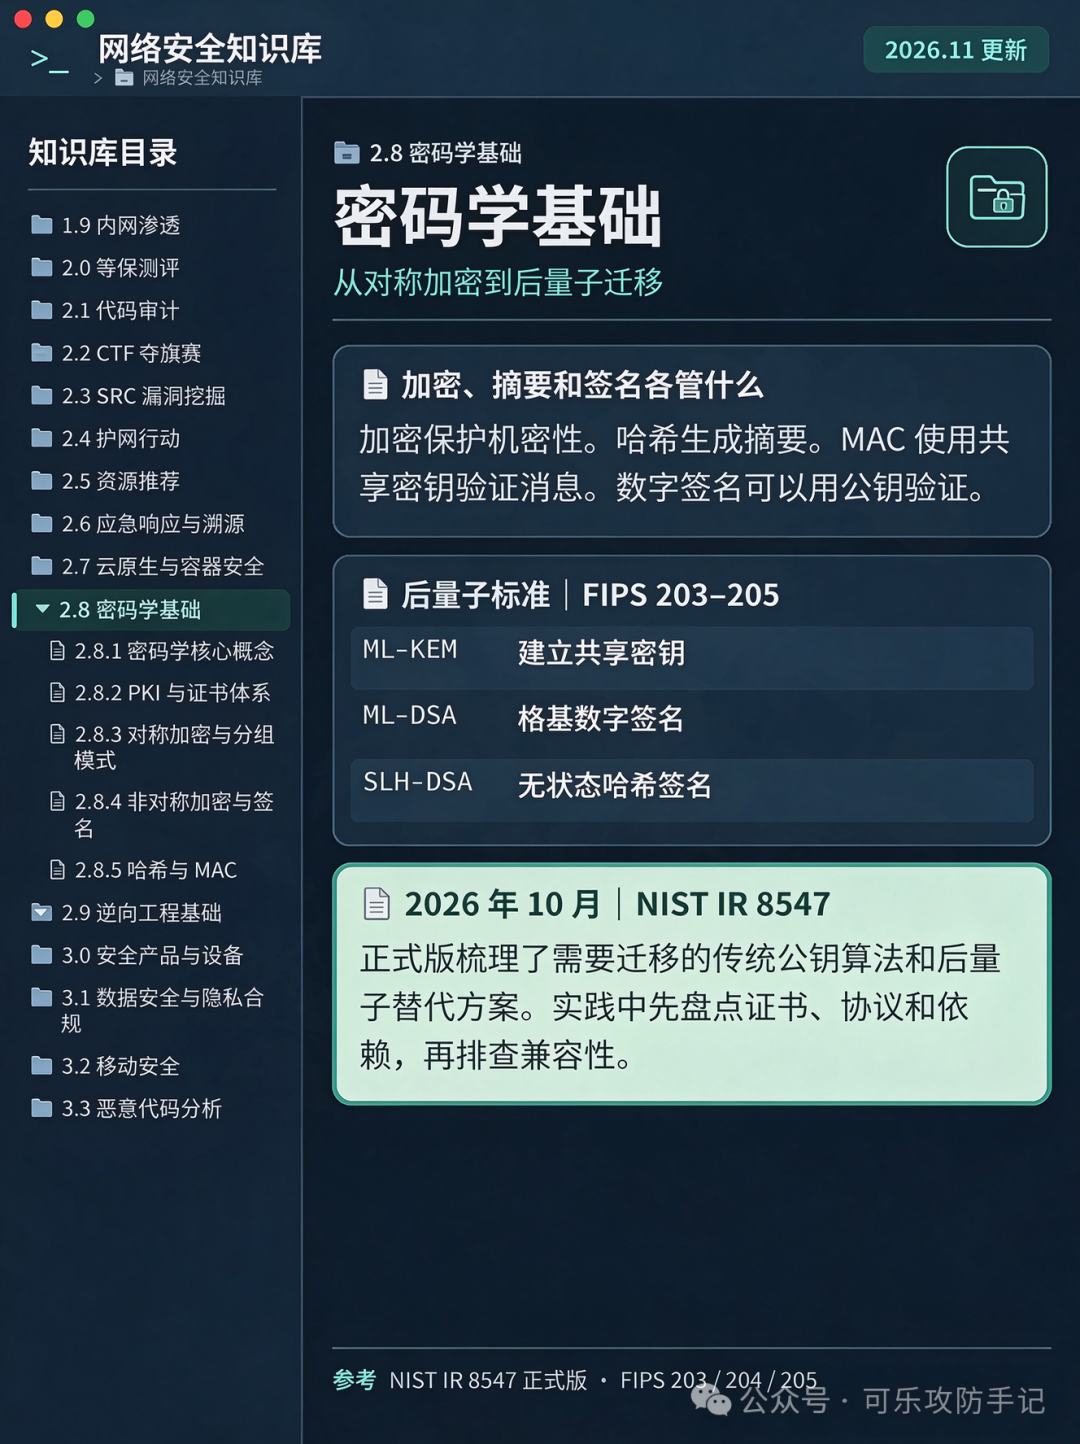 网络安全知识库
>_
> 网络安全知识库
2026.11 更新
知识库目录
1.9 内网渗透
2.0 等保测评
2.1 代码审计
2.2 CTF 夺旗赛
2.3 SRC 漏洞挖掘
2.4 护网行动
2.5 资源推荐
2.6 应急响应与溯源
2.7 云原生与容器安全
2.8 密码学基础
2.8.1 密码学核心概念
2.8.2 PKI 与证书体系
2.8.3 对称加密与分组
模式
2.8.4 非对称加密与签
名
2.8.5 哈希与 MAC
2.9 逆向工程基础
3.0 安全产品与设备
3.1 数据安全与隐私合
规
3.2 移动安全
3.3 恶意代码分析
2.8 密码学基础
密码学基础
从对称加密到后量子迁移
加密、摘要和签名各管什么
加密保护机密性。哈希生成摘要。MAC 使用共
享密钥验证消息。数字签名可以用公钥验证。
后量子标准｜FIPS 203–205
ML-KEM 建立共享密钥
ML-DSA 格基数字签名
SLH-DSA 无状态哈希签名
2026 年 10 月｜NIST IR 8547
正式版梳理了需要迁移的传统公钥算法和后量
子替代方案。实践中先盘点证书、协议和依
赖，再排查兼容性。
参考 NIST IR 8547 正式版 · FIPS 203 / 204 / 205
公众号 · 可乐攻防手记